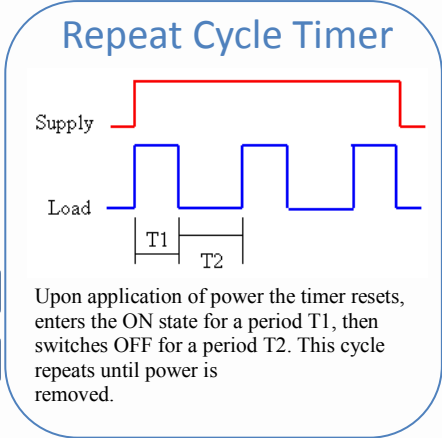 Repeat Cycle Timer
Supply
Load
T1
T2
Upon application of power the timer resets,
enters the ON state for a period T1, then
switches OFF for a period T2. This cycle
repeats until power is
removed.